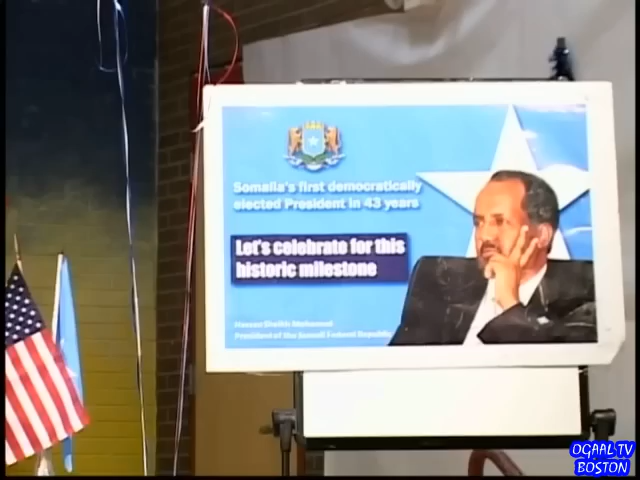 Somalia's first democratically
elected President in 43 years
Let's celebrate for this
historic milestone
Hassan Sheikh Mohamud
President of the Somali Federal Republic
OGAAL TV
BOSTON